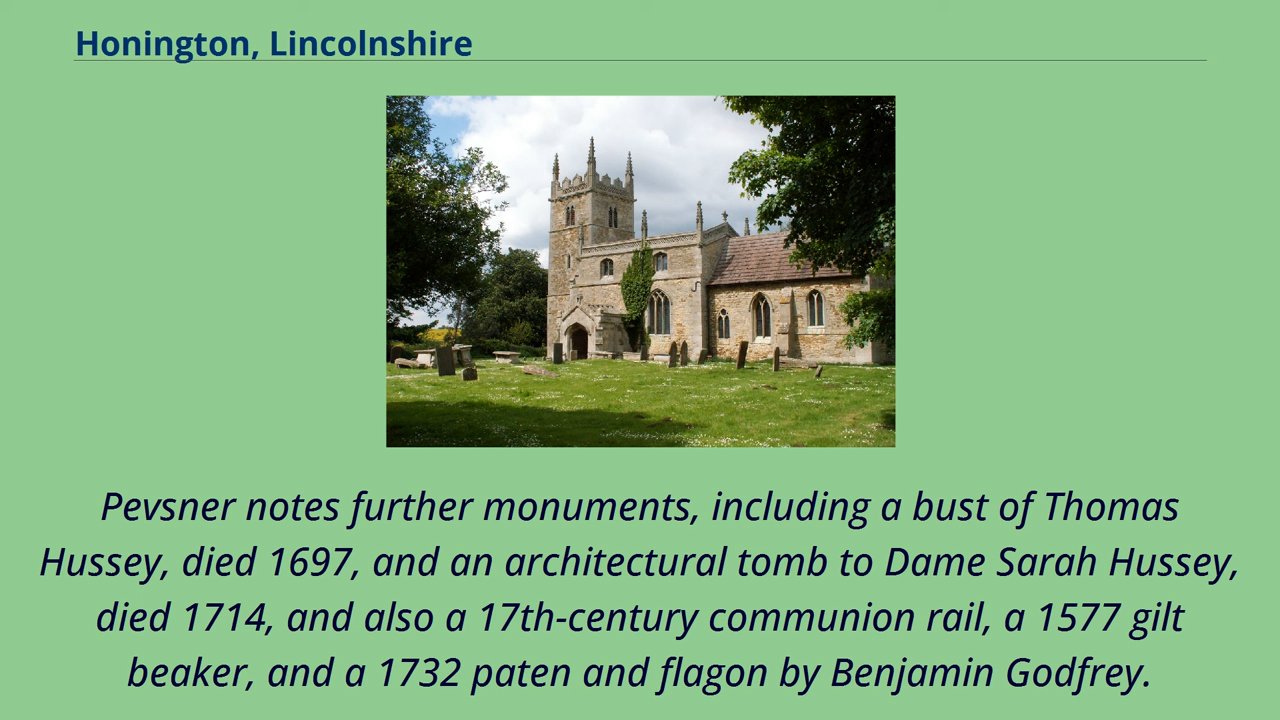 Honington, Lincolnshire
Pevsner notes further monuments, including a bust of Thomas
Hussey, died 1697, and an architectural tomb to Dame Sarah Hussey,
died 1714, and also a 17th-century communion rail, a 1577 gilt
beaker, and a 1732 paten and flagon by Benjamin Godfrey.